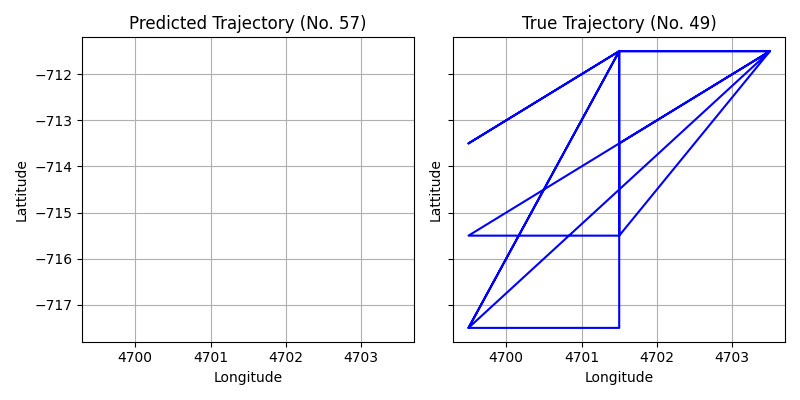 Predicted Trajectory (No. 57)
True Trajectory (No. 49)
−712
−713
−714
−715
−716
−717
Lattitude
Lattitude
4700 4701 4702 4703
4700 4701 4702 4703
Longitude
Longitude